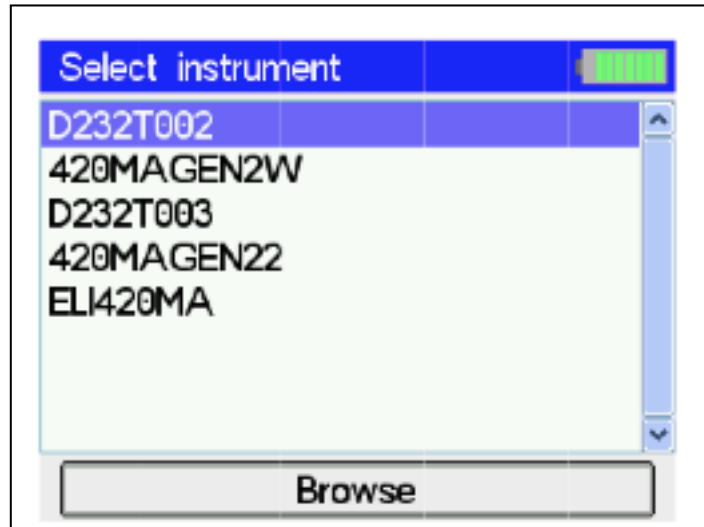 Select instrument
D232T002
420MAGEN2W
D232T003
420MAGEN22
ELI420MA
Browse